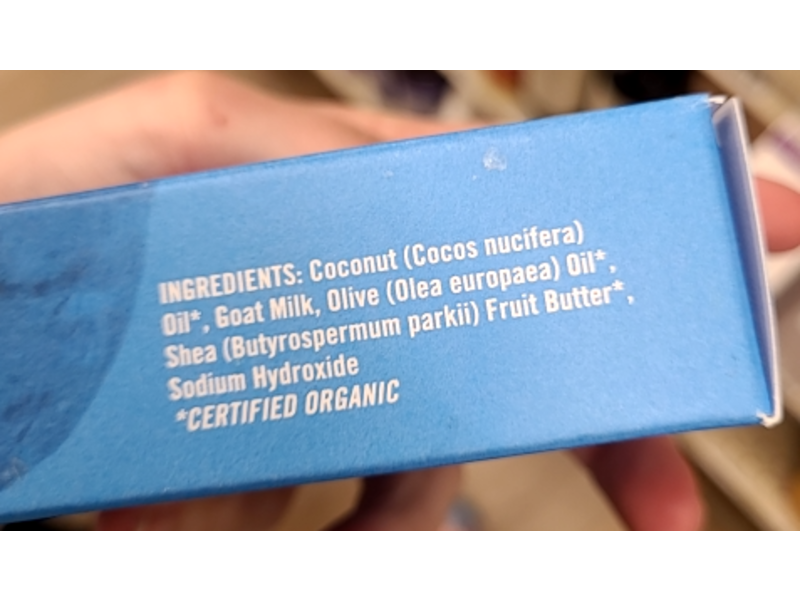 INGREDIENTS: Coconut (Cocos nucifera)
Oil*, Goat Milk, Olive (Olea europaea) Oil*,
Shea (Butyrospermum parkii) Fruit Butter*,
Sodium Hydroxide
*CERTIFIED ORGANIC